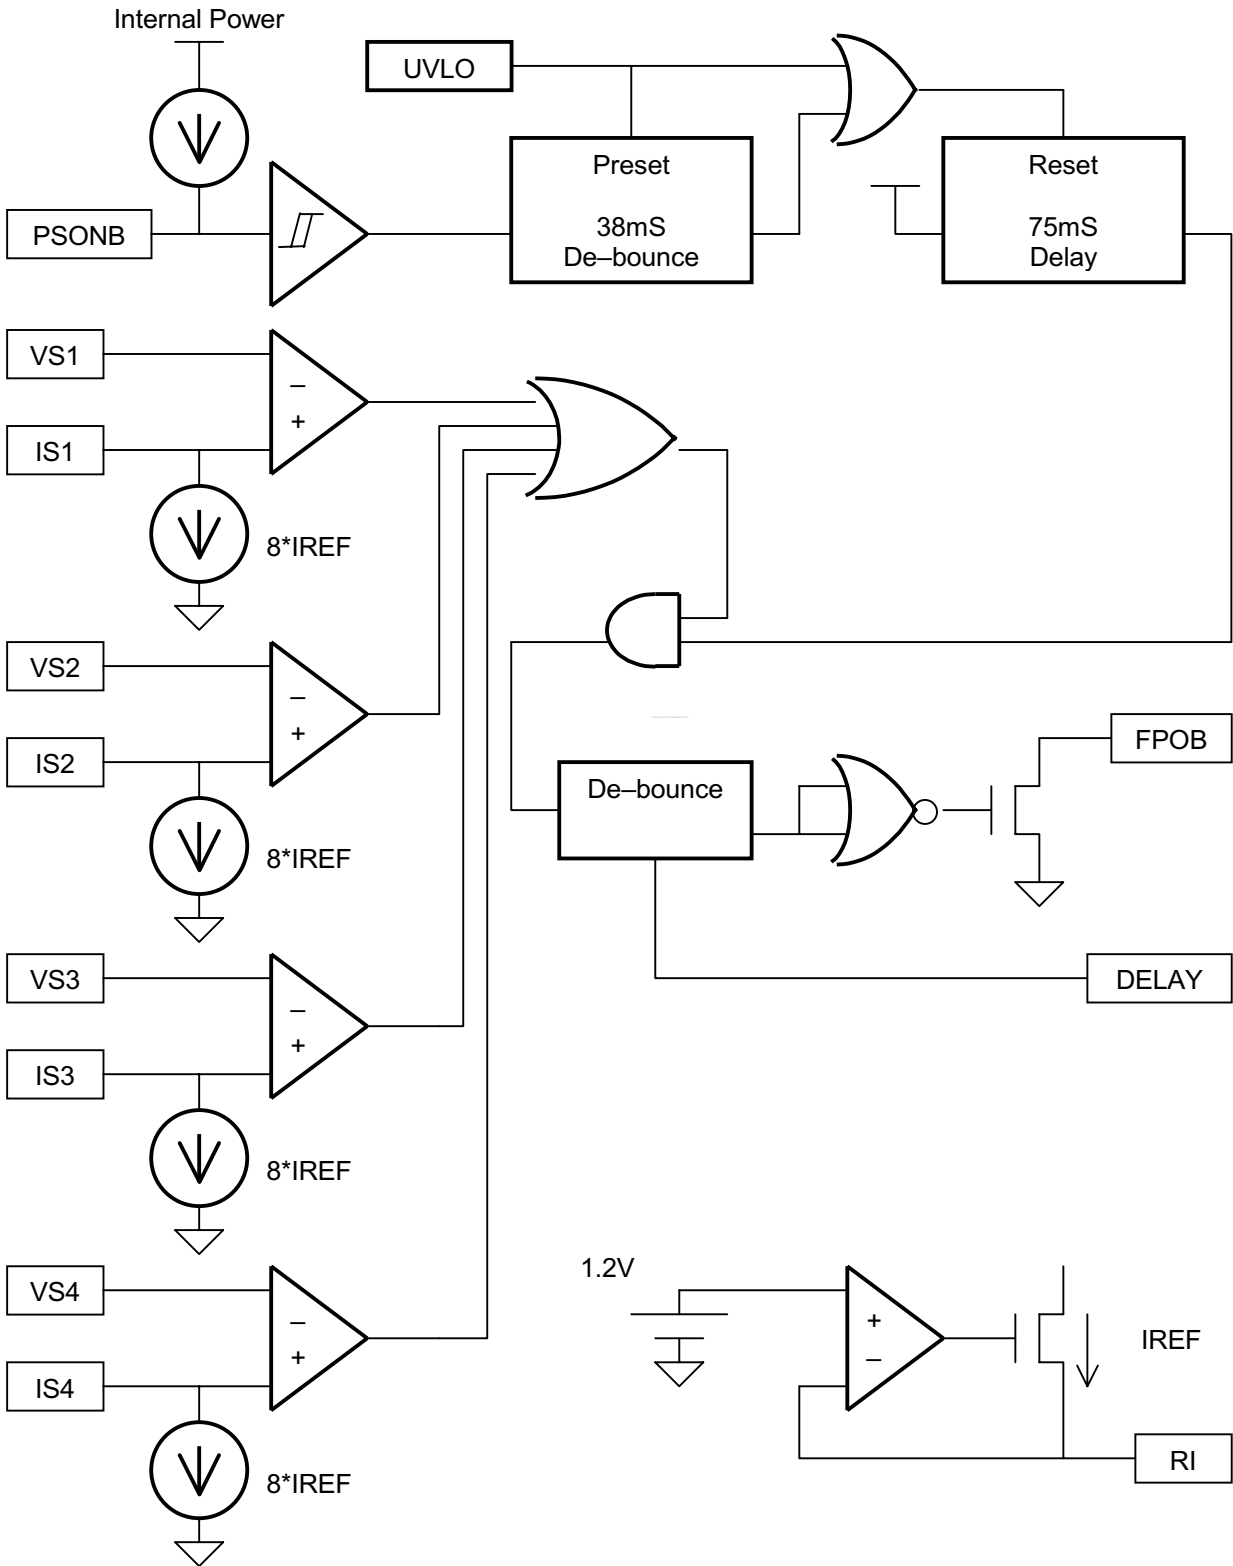 Internal Power
UVLO
Preset
Reset
PSONB
38mS
De–bounce
75mS
Delay
VS1
–
+
IS1
8*IREF
VS2
–
+
IS2
De–bounce
FPOB
8*IREF
VS3
–
+
DELAY
IS3
8*IREF
VS4
–
+
1.2V
+
–
IREF
IS4
RI
8*IREF